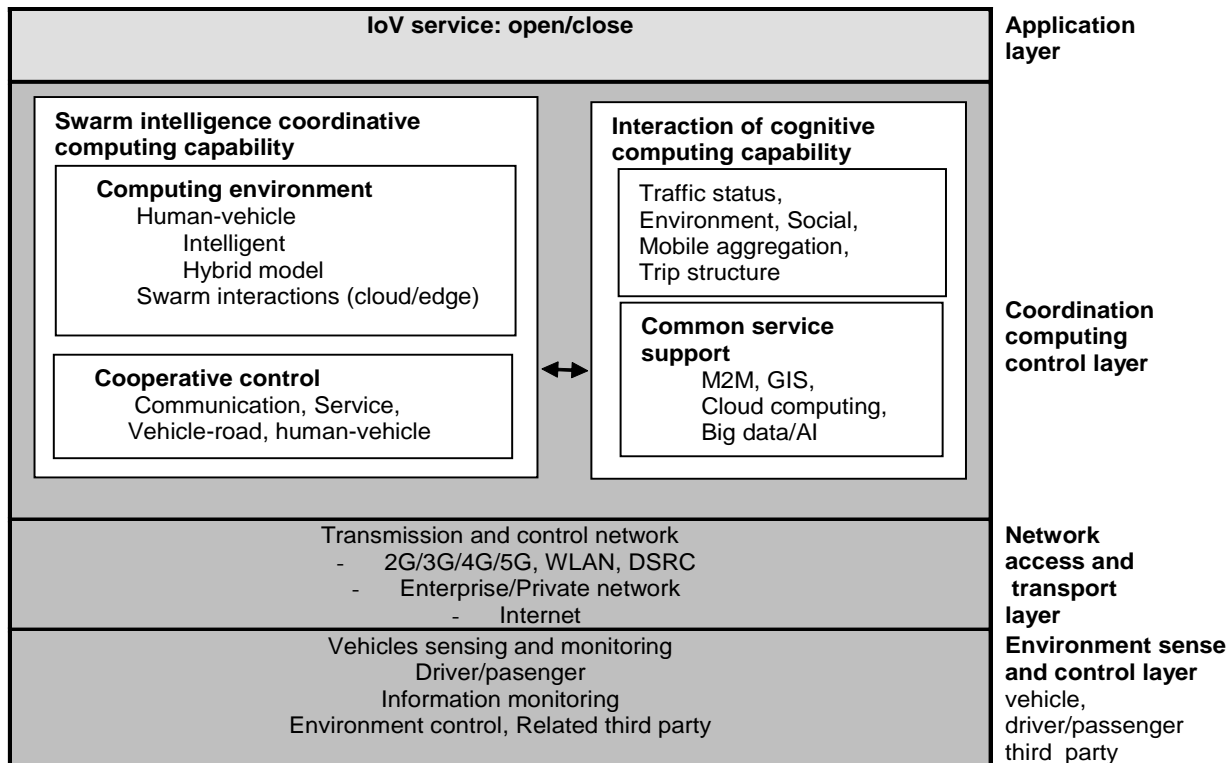 IoV service: open/close
Application
layer
Swarm intelligence coordinative
computing capability
Computing environment
Human-vehicle
Intelligent
Hybrid model
Swarm interactions (cloud/edge)
Cooperative control
Communication, Service,
Vehicle-road, human-vehicle
Interaction of cognitive
computing capability
Traffic status,
Environment, Social,
Mobile aggregation,
Trip structure
Common service
support
M2M, GIS,
Cloud computing,
Big data/AI
Coordination
computing
control layer
Transmission and control network
- 2G/3G/4G/5G, WLAN, DSRC
- Enterprise/Private network
- Internet
Network
access and
transport
layer
Vehicles sensing and monitoring
Driver/pasenger
Information monitoring
Environment control, Related third party
Environment sense
and control layer
vehicle,
driver/passenger
third party